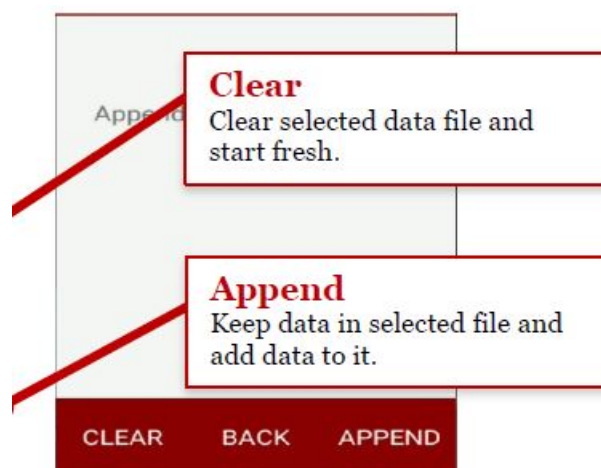 Clear
Clear selected data file and
start fresh.
Append
Append
Keep data in selected file and
add data to it.
CLEAR BACK APPEND